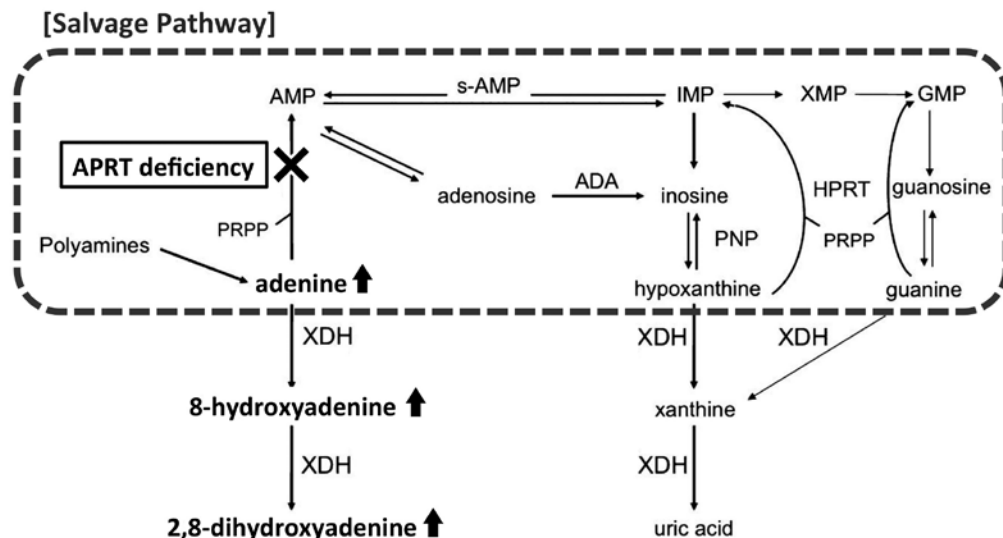 [Salvage Pathway]
AMP
s-AMP
IMP
XMP
GMP
APRT deficiency
PRPP
Polyamines
adenine
adenosine
ADA
inosine
PNP
hypoxanthine
HPRT
PRPP
guanosine
guanine
XDH
XDH
XDH
8-hydroxyadenine
xanthine
XDH
XDH
2,8-dihydroxyadenine
uric acid